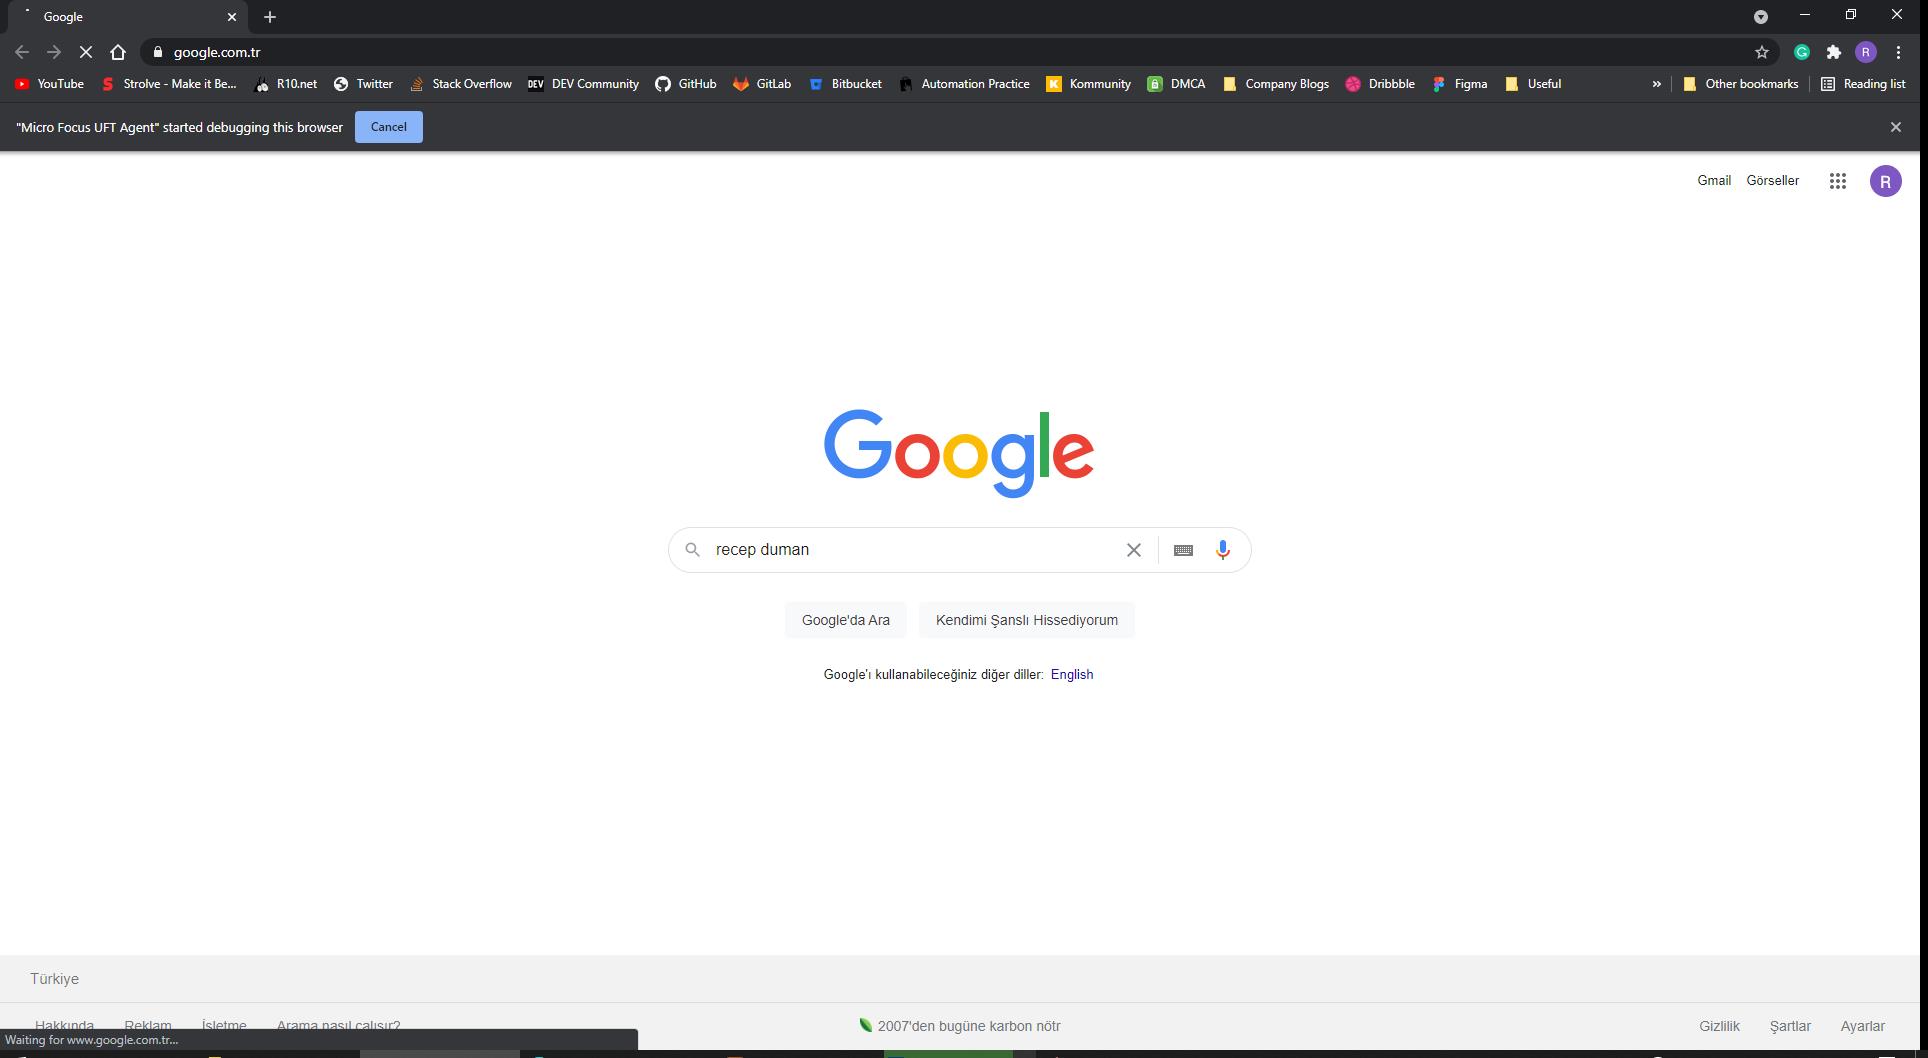 Google
google.com.tr
YouTube Strolve - Make it Be... R10.net Twitter Stack Overflow DEV DEV Community GitHub GitLab Bitbucket Automation Practice K Kommunity DMCA Company Blogs Dribbble Figma Useful » Other bookmarks Reading list
"Micro Focus UFT Agent" started debugging this browser Cancel
Gmail Görseller R
Google
recep duman
Google'da Ara Kendimi Şanslı Hissediyorum
Google'ı kullanabileceğiniz diğer diller: English
Türkiye
Hakkında Reklam İşletme Arama nasıl çalışır? 2007'den bugüne karbon nötr Gizlilik Şartlar Ayarlar
Waiting for www.google.com.tr...